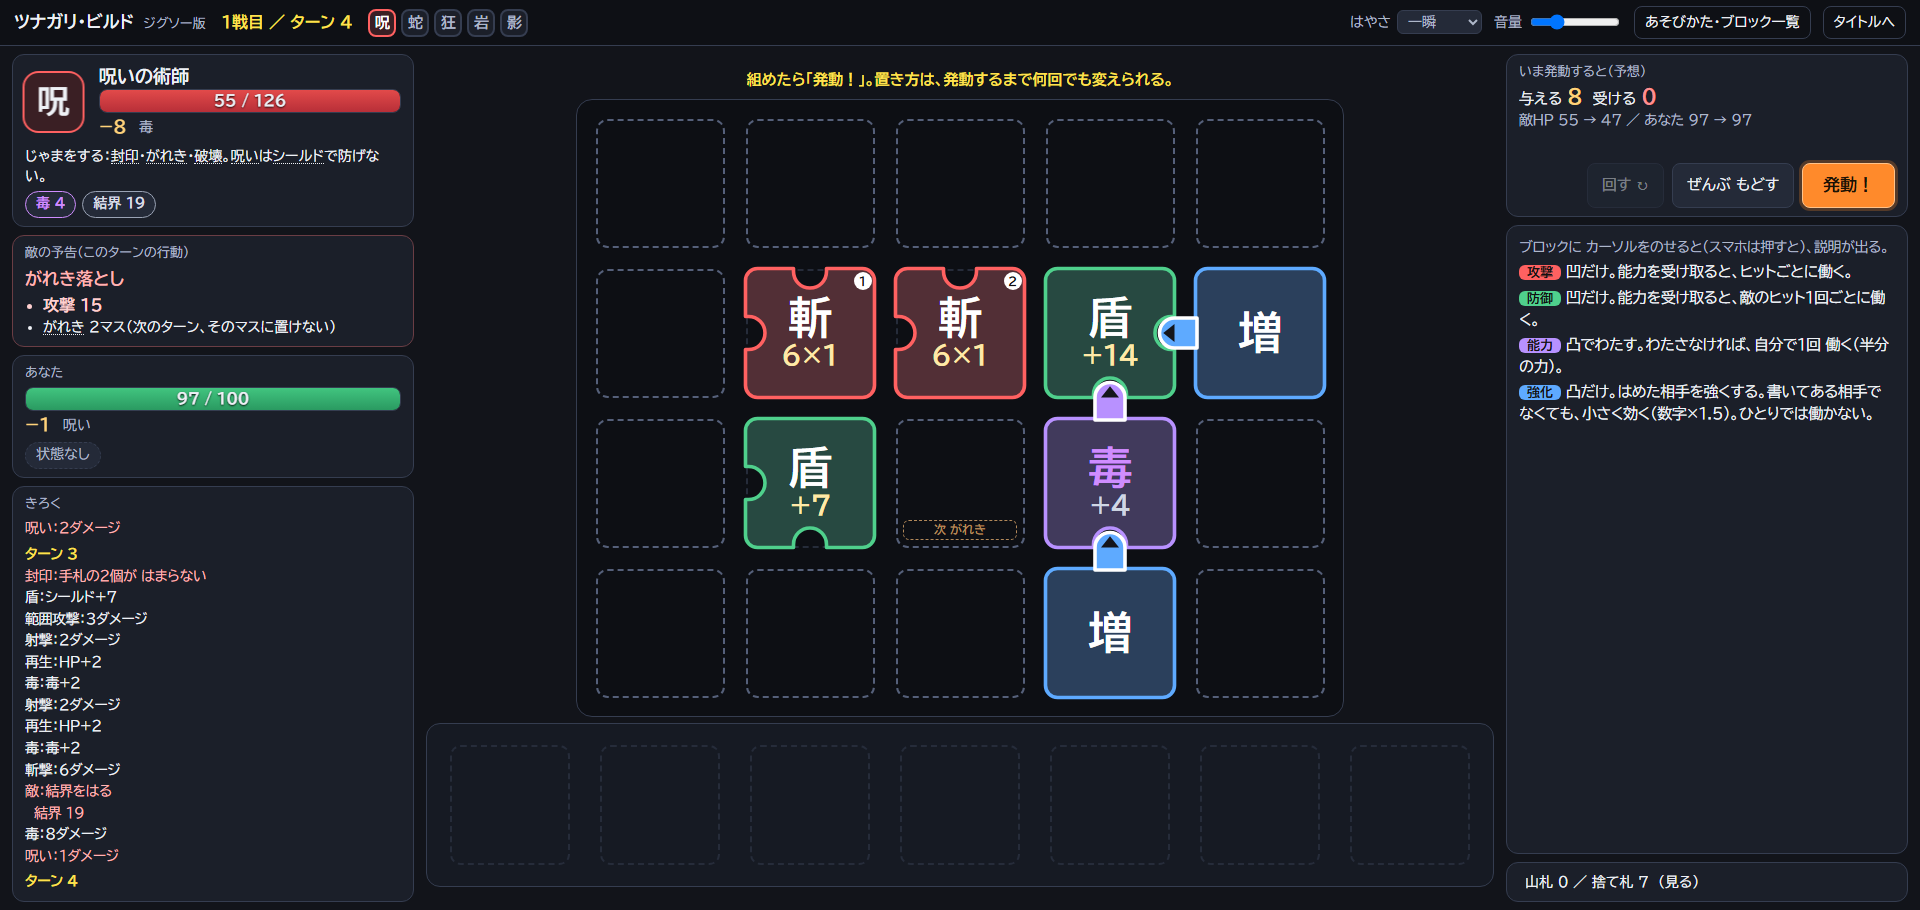 ツナガリ・ビルド ジグソー版 1戦目 ／ ターン 4 呪 蛇 狂 岩 影
はやさ 一瞬 音量 あそびかた・ブロック一覧 タイトルへ
呪
呪いの術師
55 / 126
−8 毒
じゃまをする：封印・がれき・破壊。呪いはシールドで防げな
い。
毒 4 結界 19
敵の予告（このターンの行動）
がれき落とし
• 攻撃 15
• がれき 2マス（次のターン、そのマスに置けない）
あなた
97 / 100
−1 呪い
状態なし
きろく
呪い：2ダメージ
ターン 3
封印：手札の2個が はまらない
盾：シールド+7
範囲攻撃：3ダメージ
射撃：2ダメージ
再生：HP+2
毒：毒+2
射撃：2ダメージ
再生：HP+2
毒：毒+2
斬撃：6ダメージ
敵：結界をはる
結界 19
毒：8ダメージ
呪い：1ダメージ
ターン 4
組めたら「発動！」。置き方は、発動するまで何回でも変えられる。
1
斬
6×1
2
斬
6×1
盾
+14
増
盾
+7
次 がれき
毒
+4
増
いま発動すると（予想）
与える 8 受ける 0
敵HP 55 → 47 ／ あなた 97 → 97
回す ↻ ぜんぶ もどす 発動！
ブロックに カーソルをのせると（スマホは押すと）、説明が出る。
攻撃 凹だけ。能力を受け取ると、ヒットごとに働く。
防御 凹だけ。能力を受け取ると、敵のヒット1回ごとに働
く。
能力 凸でわたす。わたさなければ、自分で1回 働く（半分
の力）。
強化 凸だけ。はめた相手を強くする。書いてある相手で
なくても、小さく効く（数字×1.5）。ひとりでは働かない。
山札 0 ／ 捨て札 7 （見る）